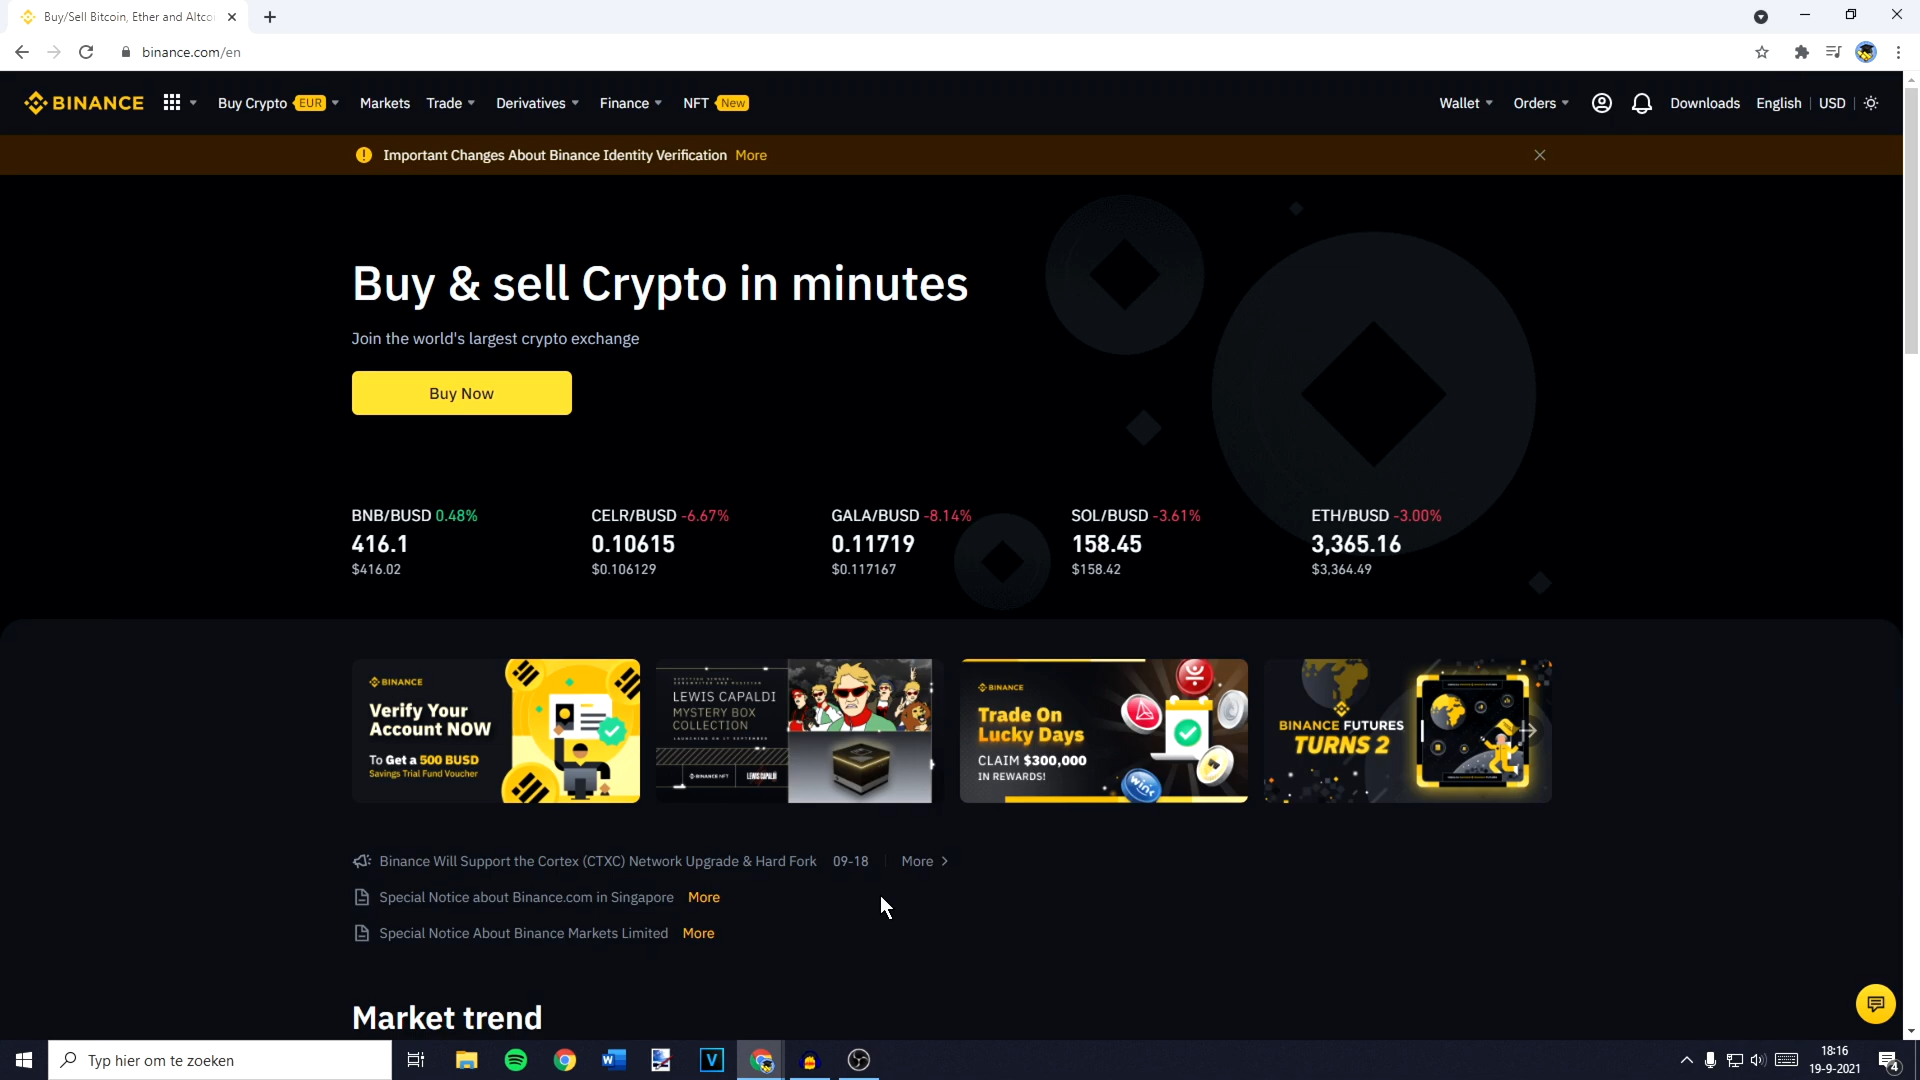 Buy/Sell Bitcoin, Ether and Altco
binance.com/en
BINANCE Buy Crypto EUR Markets Trade Derivatives Finance NFT New Wallet Orders Downloads English USD
Important Changes About Binance Identity Verification More
Buy & sell Crypto in minutes
Join the world's largest crypto exchange
Buy Now
BNB/BUSD 0.48% CELR/BUSD -6.67% GALA/BUSD -8.14% SOL/BUSD -3.61% ETH/BUSD -3.00%
416.1 0.10615 0.11719 158.45 3,365.16
$416.02 $0.106129 $0.117167 $158.42 $3,364.49
BINANCE
Verify Your
Account NOW
To Get a 500 BUSD
Savings Trial Fund Voucher
LEWIS CAPALDI
MYSTERY BOX
COLLECTION
BINANCE NFT LEWIS CAPALDI
BINANCE
Trade On
Lucky Days
CLAIM $300,000
IN REWARDS!
BINANCE FUTURES
TURNS 2
Binance Will Support the Cortex (CTXC) Network Upgrade & Hard Fork 09-18 More
Special Notice about Binance.com in Singapore More
Special Notice About Binance Markets Limited More
Market trend
Typ hier om te zoeken
18:16
19-9-2021
4